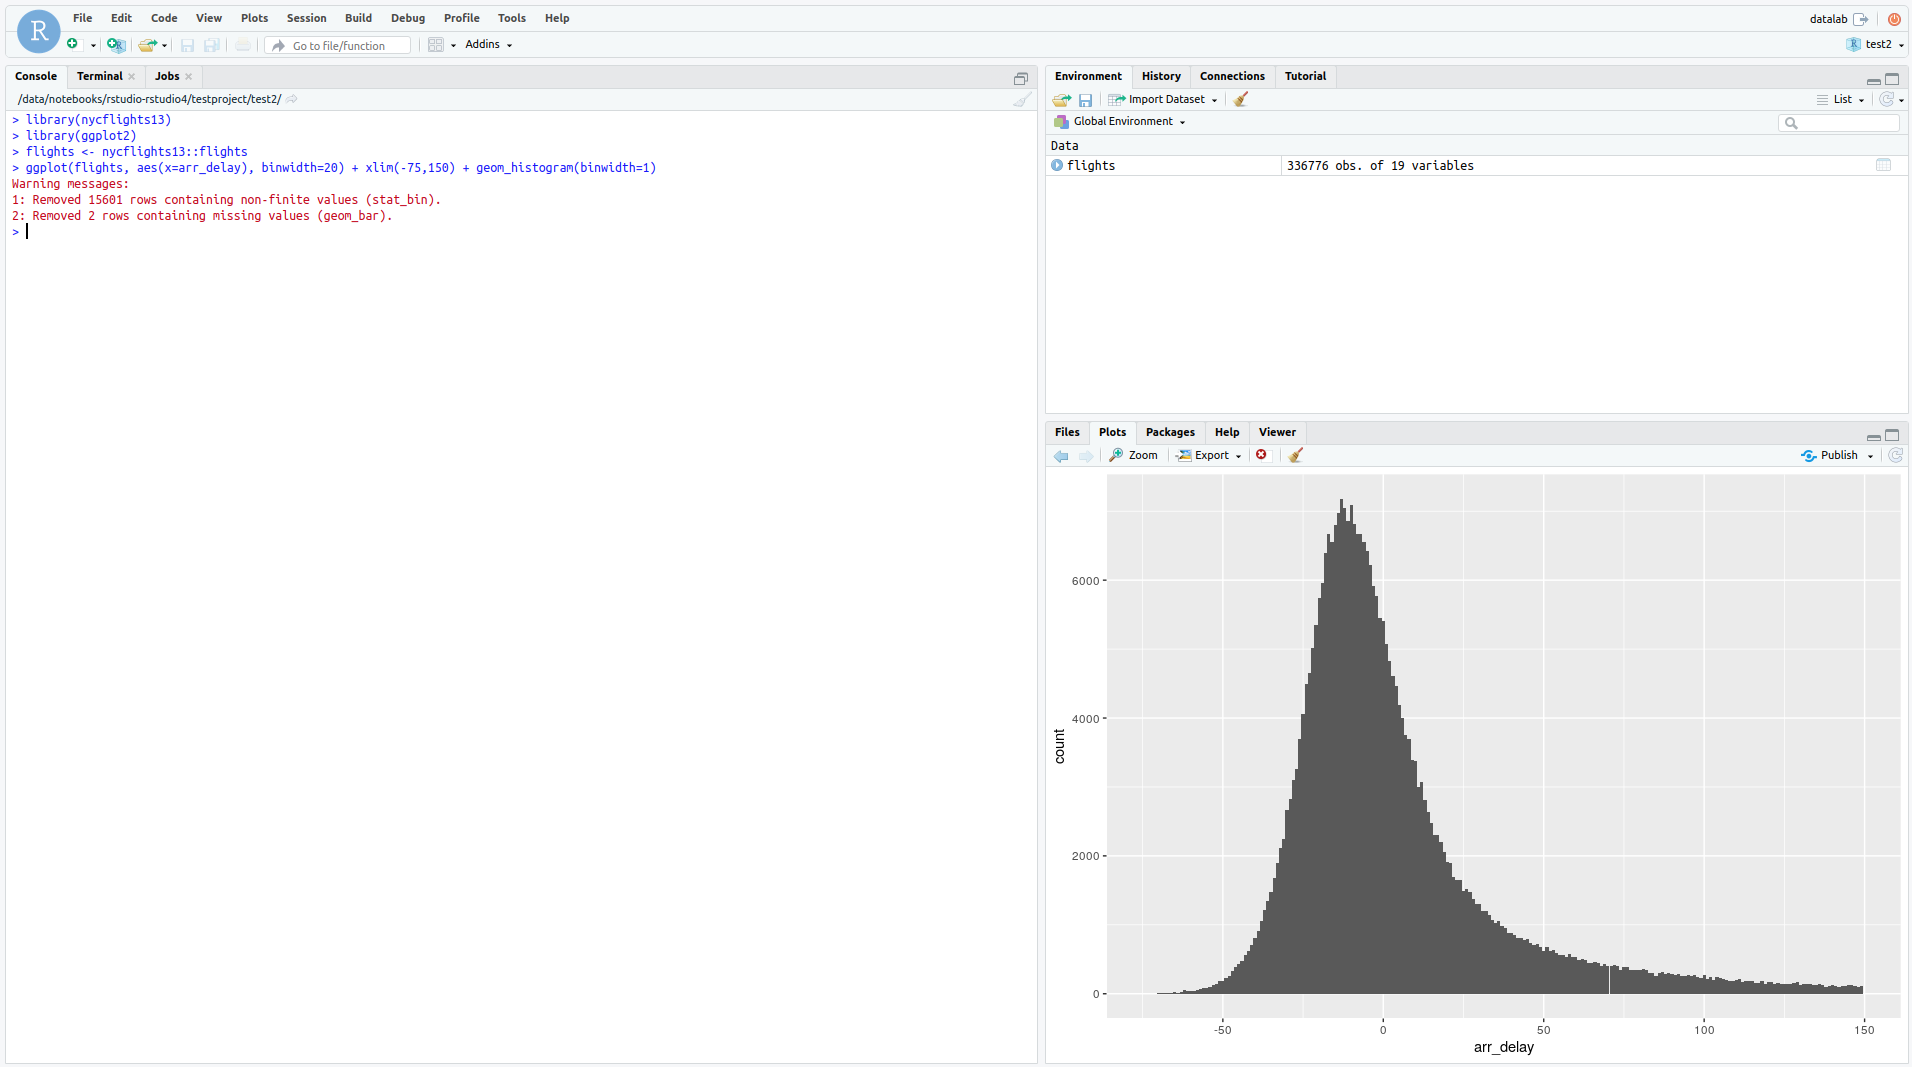 R
File Edit Code View Plots Session Build Debug Profile Tools Help
datalab
Go to file/function
Addins
R test2
Console Terminal Jobs
/data/notebooks/rstudio-rstudio4/testproject/test2/
> library(nycflights13)
> library(ggplot2)
> flights <- nycflights13::flights
> ggplot(flights, aes(x=arr_delay), binwidth=20) + xlim(-75,150) + geom_histogram(binwidth=1)
Warning messages:
1: Removed 15601 rows containing non-finite values (stat_bin).
2: Removed 2 rows containing missing values (geom_bar).
>
Environment History Connections Tutorial
Import Dataset
List
Global Environment
Data
flights 336776 obs. of 19 variables
Files Plots Packages Help Viewer
Zoom Export
Publish
6000
4000
2000
0
count
-50 0 50 100 150
arr_delay